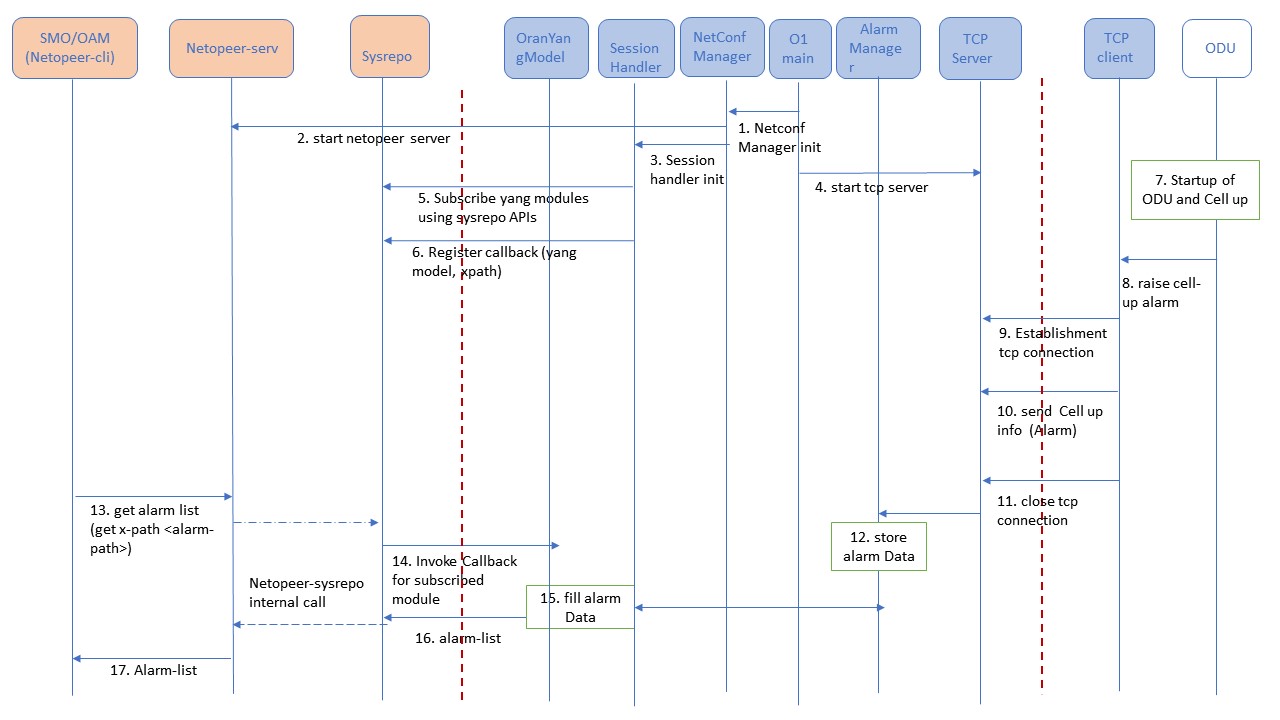 SMO/OAM
(Netopeer-cli)
Netopeer-serv
Sysrepo
OranYan
gModel
Session
Handler
NetConf
Manager
O1
main
Alarm
Manage
r
TCP
Server
TCP
client
ODU
1. Netconf
Manager init
2. start netopeer server
3. Session
handler init
4. start tcp server
5. Subscribe yang modules
using sysrepo APIs
6. Register callback (yang
model, xpath)
7. Startup of
ODU and Cell up
8. raise cell-
up alarm
9. Establishment
tcp connection
10. send Cell up
info (Alarm)
11. close tcp
connection
12. store
alarm Data
13. get alarm list
(get x-path <alarm-
path>)
14. Invoke Callback
for subscribed
module
Netopeer-sysrepo
internal call
15. fill alarm
Data
16. alarm-list
17. Alarm-list